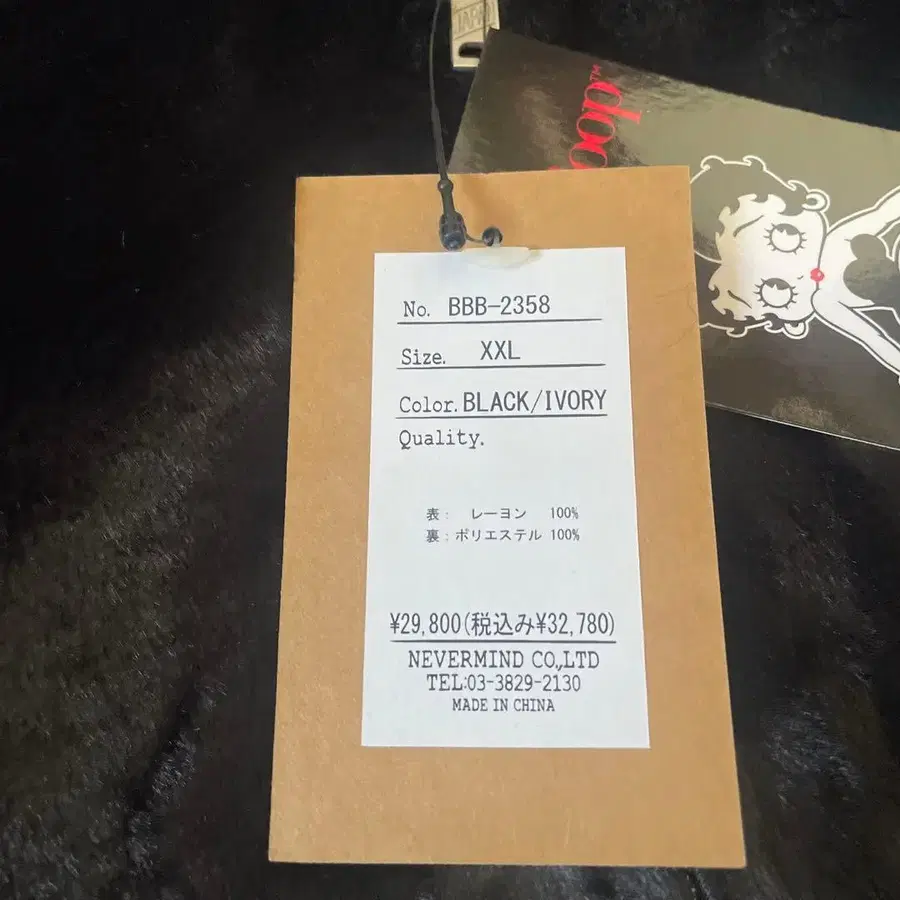 JAPAN
oop™
No. BBB-2358
Size. XXL
Color. BLACK/IVORY
Quality.
表: レーヨン 100%
裏:ポリエステル 100%
¥29,800(税込み¥32,780)
NEVERMIND CO.,LTD
TEL:03-3829-2130
MADE IN CHINA